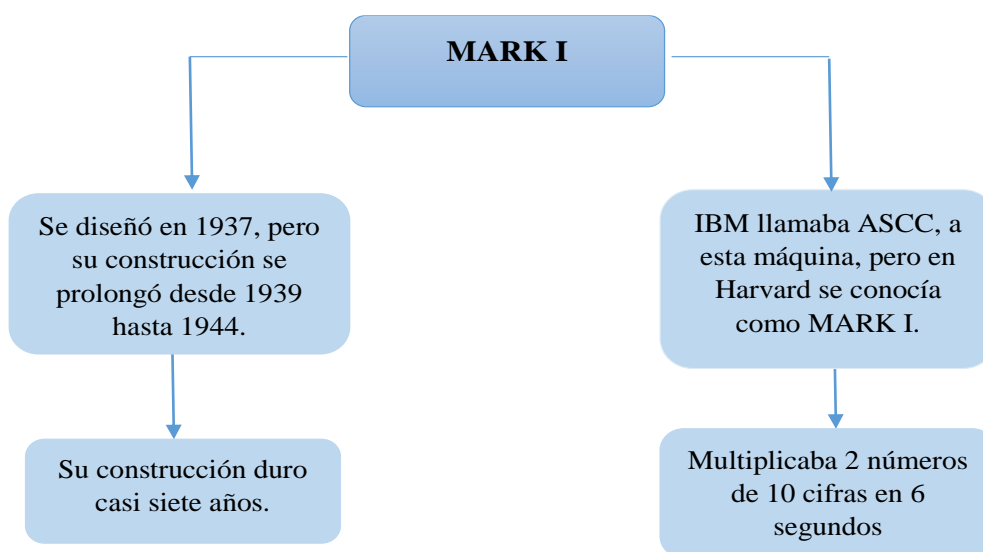 MARK I
Se diseñó en 1937, pero
su construcción se
prolongó desde 1939
hasta 1944.
Su construcción duro
casi siete años.
IBM llamaba ASCC, a
esta máquina, pero en
Harvard se conocía
como MARK I.
Multiplicaba 2 números
de 10 cifras en 6
segundos